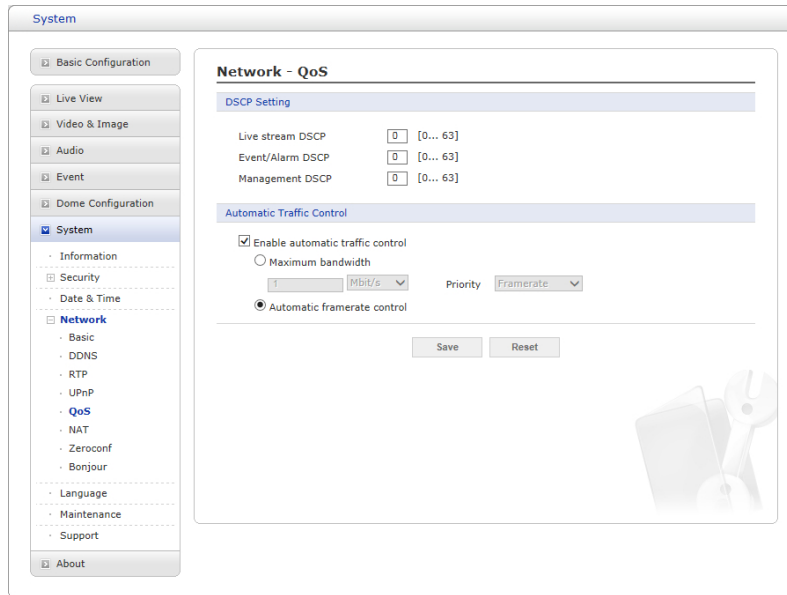 System
Basic Configuration
Live View
Video & Image
Audio
Event
Dome Configuration
System
Information
Security
Date & Time
Network
Basic
DDNS
RTP
UPnP
QoS
NAT
Zeroconf
Bonjour
Language
Maintenance
Support
About
Network - QoS
DSCP Setting
Live stream DSCP 0 [0... 63]
Event/Alarm DSCP 0 [0... 63]
Management DSCP 0 [0... 63]
Automatic Traffic Control
Enable automatic traffic control
Maximum bandwidth
1 Mbit/s Priority Framerate
Automatic framerate control
Save Reset